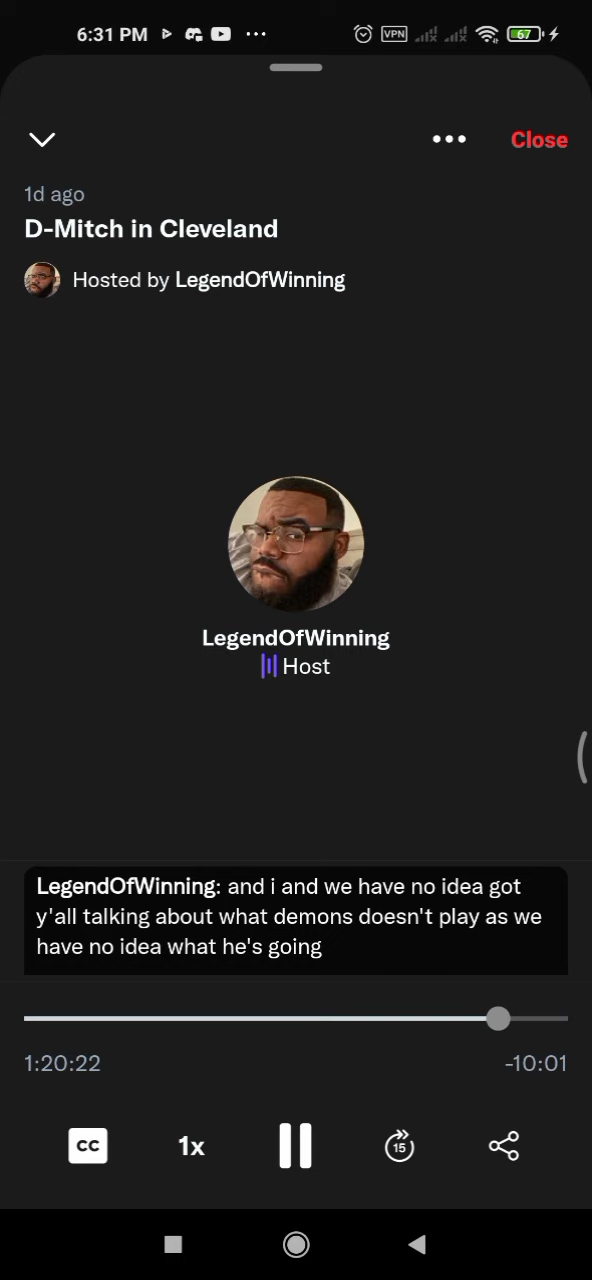 6:31 PM
VPN
67
Close
1d ago
D-Mitch in Cleveland
Hosted by LegendOfWinning
LegendOfWinning
Host
LegendOfWinning: and i and we have no idea got
y'all talking about what demons doesn't play as we
have no idea what he's going
1:20:22
-10:01
CC
1x
15